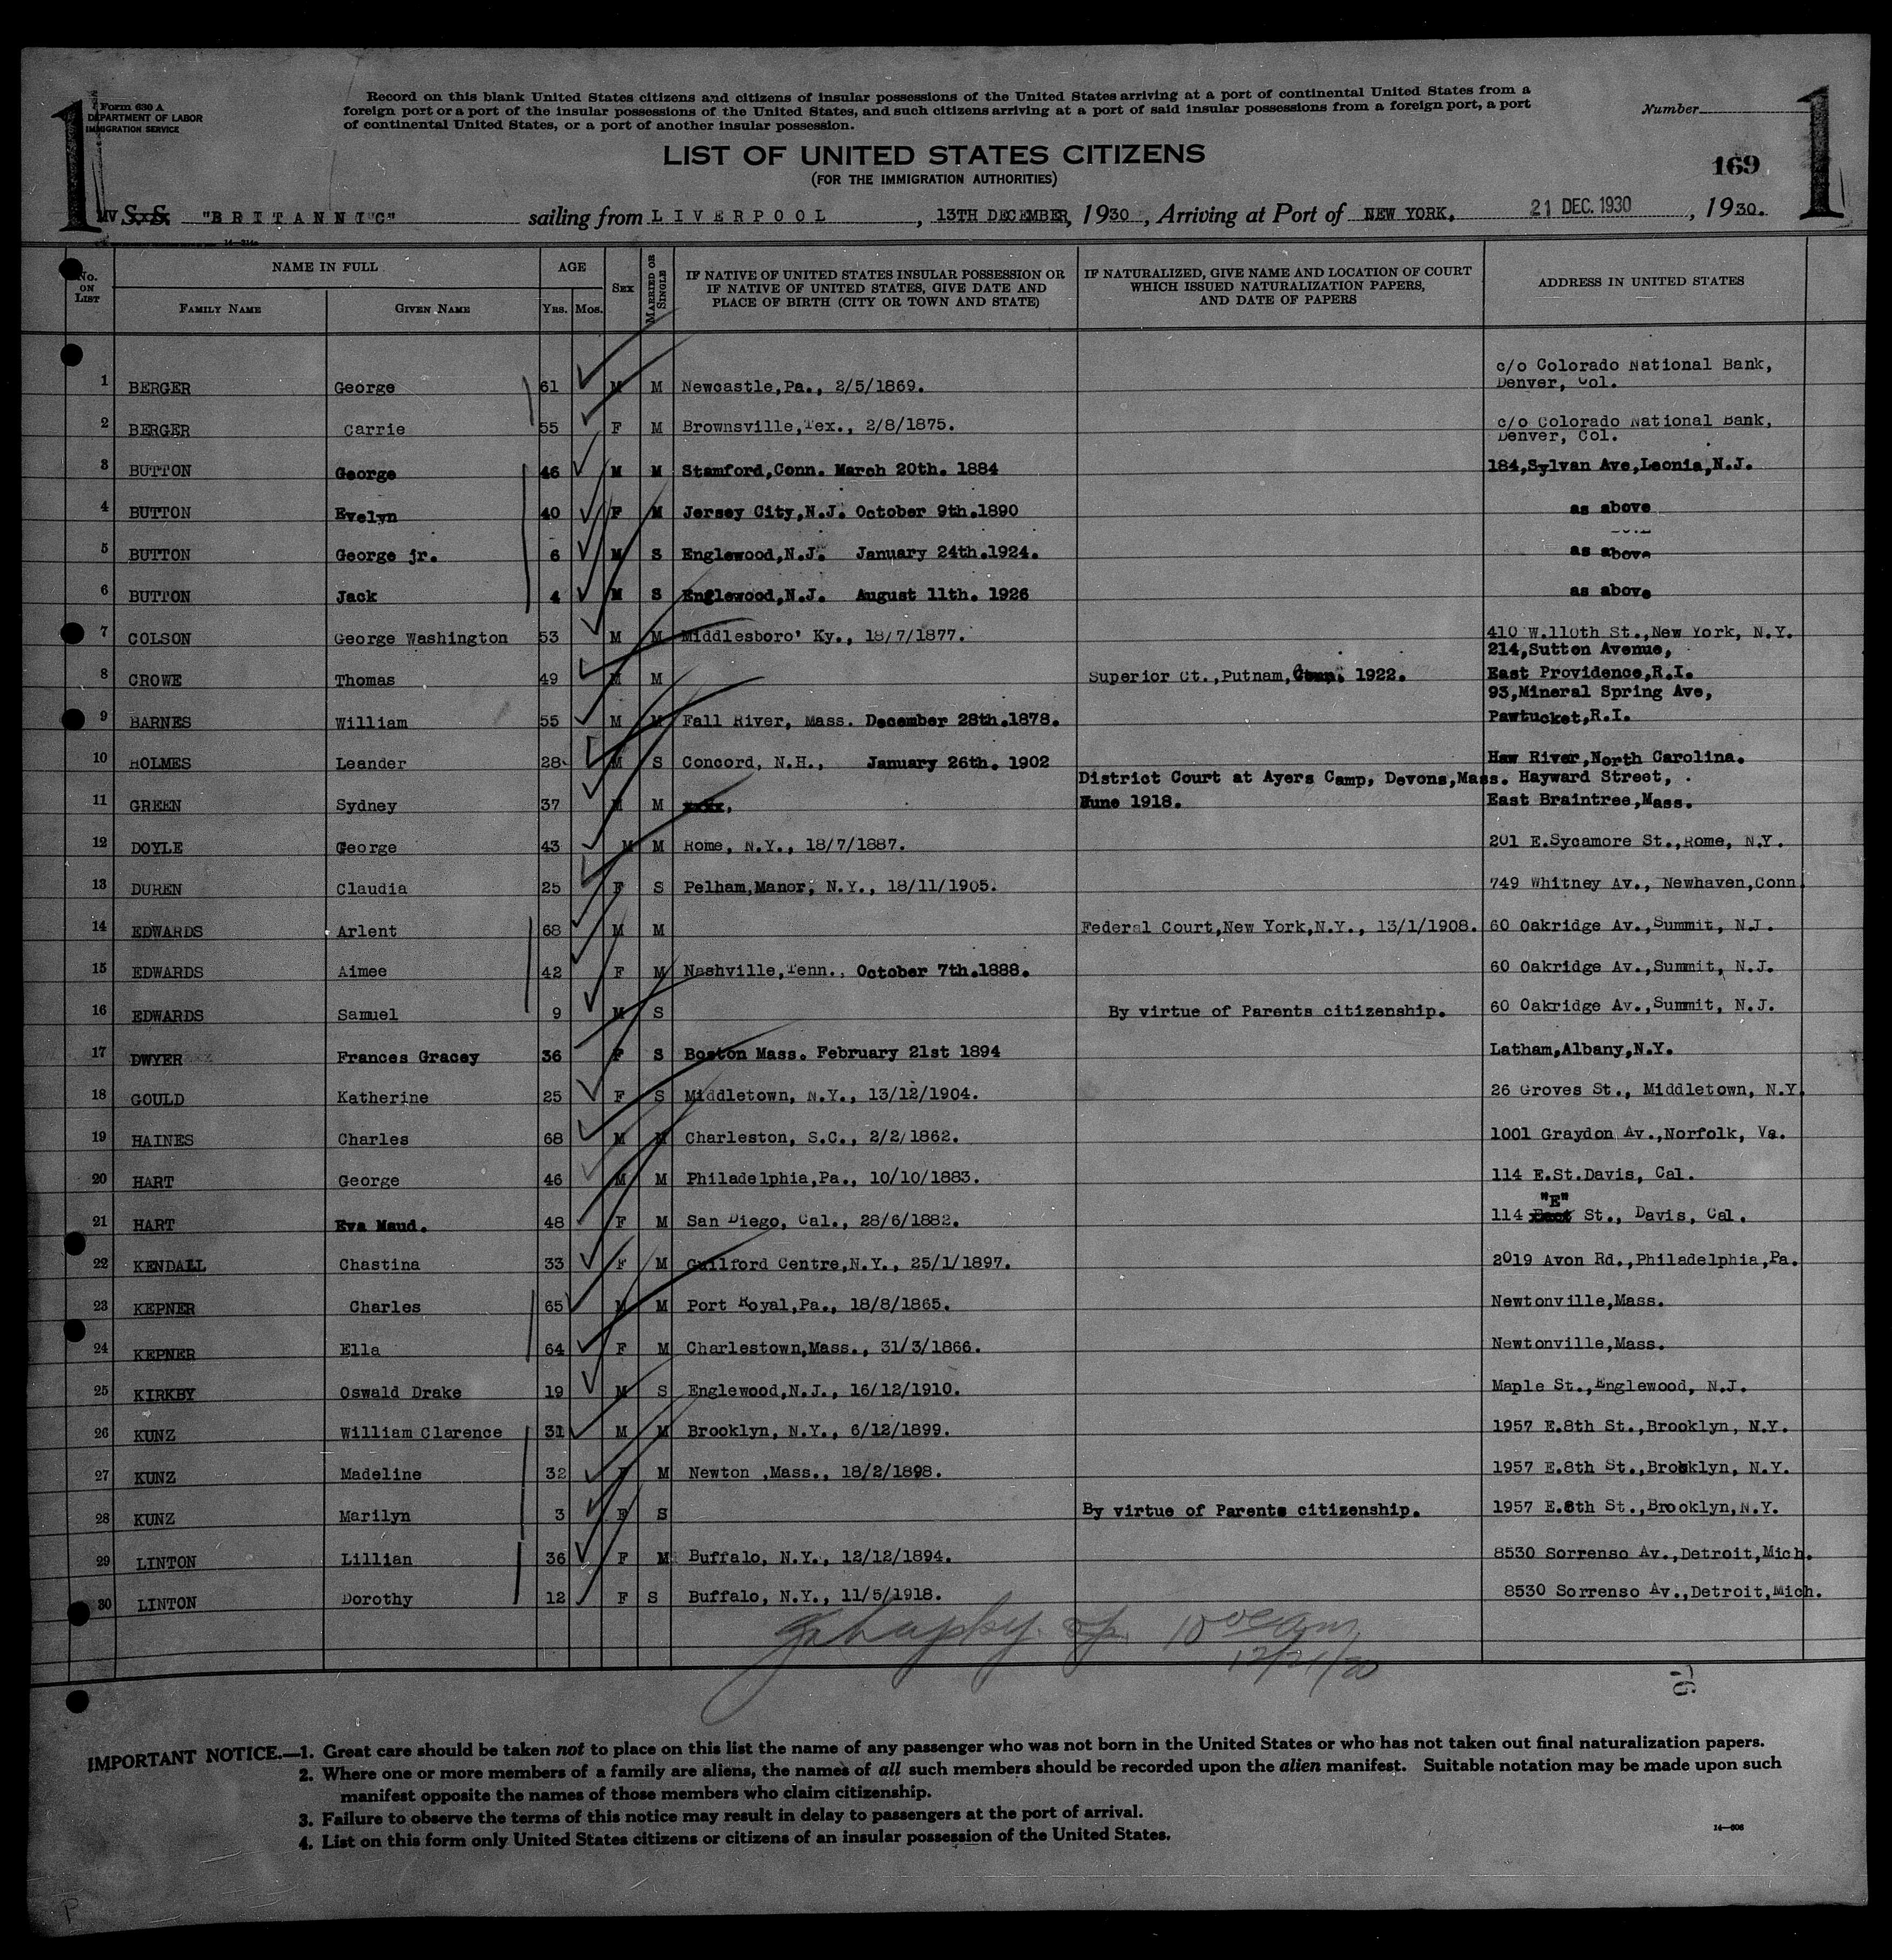 Form 630 A
DEPARTMENT OF LABOR
IMMIGRATION SERVICE
1
Record on this blank United States citizens and citizens of insular possessions of the United States arriving at a port of continental United States from a
foreign port or a port of the insular possessions of the United States, and such citizens arriving at a port of said insular possessions from a foreign port, a port
of continental United States, or a port of another insular possession.
Number
1
LIST OF UNITED STATES CITIZENS
(FOR THE IMMIGRATION AUTHORITIES)
169
MV S.S. "BRITANNIC" sailing from LIVERPOOL, 13TH DECEMBER, 1930, Arriving at Port of NEW YORK, 21 DEC. 1930, 1930.
No. ON LIST
NAME IN FULL
FAMILY NAME GIVEN NAME
AGE
YRS. MOS.
SEX
MARRIED OR SINGLE
IF NATIVE OF UNITED STATES INSULAR POSSESSION OR
IF NATIVE OF UNITED STATES, GIVE DATE AND
PLACE OF BIRTH (CITY OR TOWN AND STATE)
IF NATURALIZED, GIVE NAME AND LOCATION OF COURT
WHICH ISSUED NATURALIZATION PAPERS,
AND DATE OF PAPERS
ADDRESS IN UNITED STATES
1 BERGER George 61 M M Newcastle,Pa., 2/5/1869. c/o Colorado National Bank,
Denver, Col.
2 BERGER Carrie 55 F M Brownsville,Tex., 2/8/1875. c/o Colorado National Bank,
Denver, Col.
3 BUTTON George 46 M M Stamford,Conn. March 20th. 1884 184,Sylvan Ave,Leonia,N.J.
4 BUTTON Evelyn 40 F M Jersey City,N.J. October 9th.1890 as above
5 BUTTON George jr. 6 M S Englewood,N.J. January 24th.1924. as above
6 BUTTON Jack 4 M S Englewood,N.J. August 11th. 1926 as above
7 COLSON George Washington 53 M M Middlesboro' Ky., 18/7/1877. 410 W.110th St.,New York, N.Y.
214,Sutton Avenue,
8 CROWE Thomas 49 M M Superior Ct.,Putnam,Conn. 1922. East Providence,R.I.
93,Mineral Spring Ave,
9 BARNES William 55 M M Fall River, Mass. December 28th.1878. Pawtucket,R.I.
10 HOLMES Leander 28 M S Concord, N.H., January 26th. 1902 Haw River,North Carolina.
District Court at Ayers Camp, Devons,Mass. Hayward Street,
11 GREEN Sydney 37 M M xxxx, June 1918. East Braintree,Mass.
12 DOYLE George 43 M M Rome, N.Y., 18/7/1887. 201 E.Sycamore St.,Rome, N.Y.
13 DUREN Claudia 25 F S Pelham,Manor, N.Y., 18/11/1905. 749 Whitney Av., Newhaven,Conn.
14 EDWARDS Arlent 68 M M Federal Court,New York,N.Y., 13/1/1908. 60 Oakridge Av.,Summit, N.J.
15 EDWARDS Aimee 42 F M Nashville,Tenn., October 7th.1888. 60 Oakridge Av.,Summit, N.J.
16 EDWARDS Samuel 9 M S By virtue of Parents citizenship. 60 Oakridge Av.,Summit, N.J.
17 DWYER Frances Gracey 36 F S Boston Mass. February 21st 1894 Latham,Albany,N.Y.
18 GOULD Katherine 25 F S Middletown, N.Y., 13/12/1904. 26 Groves St., Middletown, N.Y.
19 HAINES Charles 68 M M Charleston, S.C., 2/2/1862. 1001 Graydon Av.,Norfolk, Va.
20 HART George 46 M M Philadelphia,Pa., 10/10/1883. 114 E.St.Davis, Cal.
"E"
21 HART Eva Maud. 48 F M San Diego, Cal., 28/6/1882. 114 St., Davis, Cal.
22 KENDALL Chastina 33 F M Guilford Centre,N.Y., 25/1/1897. 2019 Avon Rd.,Philadelphia,Pa.
23 KEPNER Charles 65 M M Port Royal,Pa., 18/8/1865. Newtonville,Mass.
24 KEPNER Ella 64 F M Charlestown,Mass., 31/3/1866. Newtonville,Mass.
25 KIRKBY Oswald Drake 19 M S Englewood,N.J., 16/12/1910. Maple St.,Englewood, N.J.
26 KUNZ William Clarence 31 M M Brooklyn, N.Y., 6/12/1899. 1957 E.8th St.,Brooklyn, N.Y.
27 KUNZ Madeline 32 F M Newton ,Mass., 18/2/1898. 1957 E.8th St.,Brooklyn, N.Y.
28 KUNZ Marilyn 3 F S By virtue of Parents citizenship. 1957 E.8th St.,Brooklyn,N.Y.
29 LINTON Lillian 36 F M Buffalo, N.Y., 12/12/1894. 8530 Sorrenso Av.,Detroit,Mich.
30 LINTON Dorothy 12 F S Buffalo, N.Y., 11/5/1918. 8530 Sorrenso Av.,Detroit,Mich.
12/21/30
IMPORTANT NOTICE.—1. Great care should be taken not to place on this list the name of any passenger who was not born in the United States or who has not taken out final naturalization papers.
2. Where one or more members of a family are aliens, the names of all such members should be recorded upon the alien manifest. Suitable notation may be made upon such
manifest opposite the names of those members who claim citizenship.
3. Failure to observe the terms of this notice may result in delay to passengers at the port of arrival.
4. List on this form only United States citizens or citizens of an insular possession of the United States.
14—606